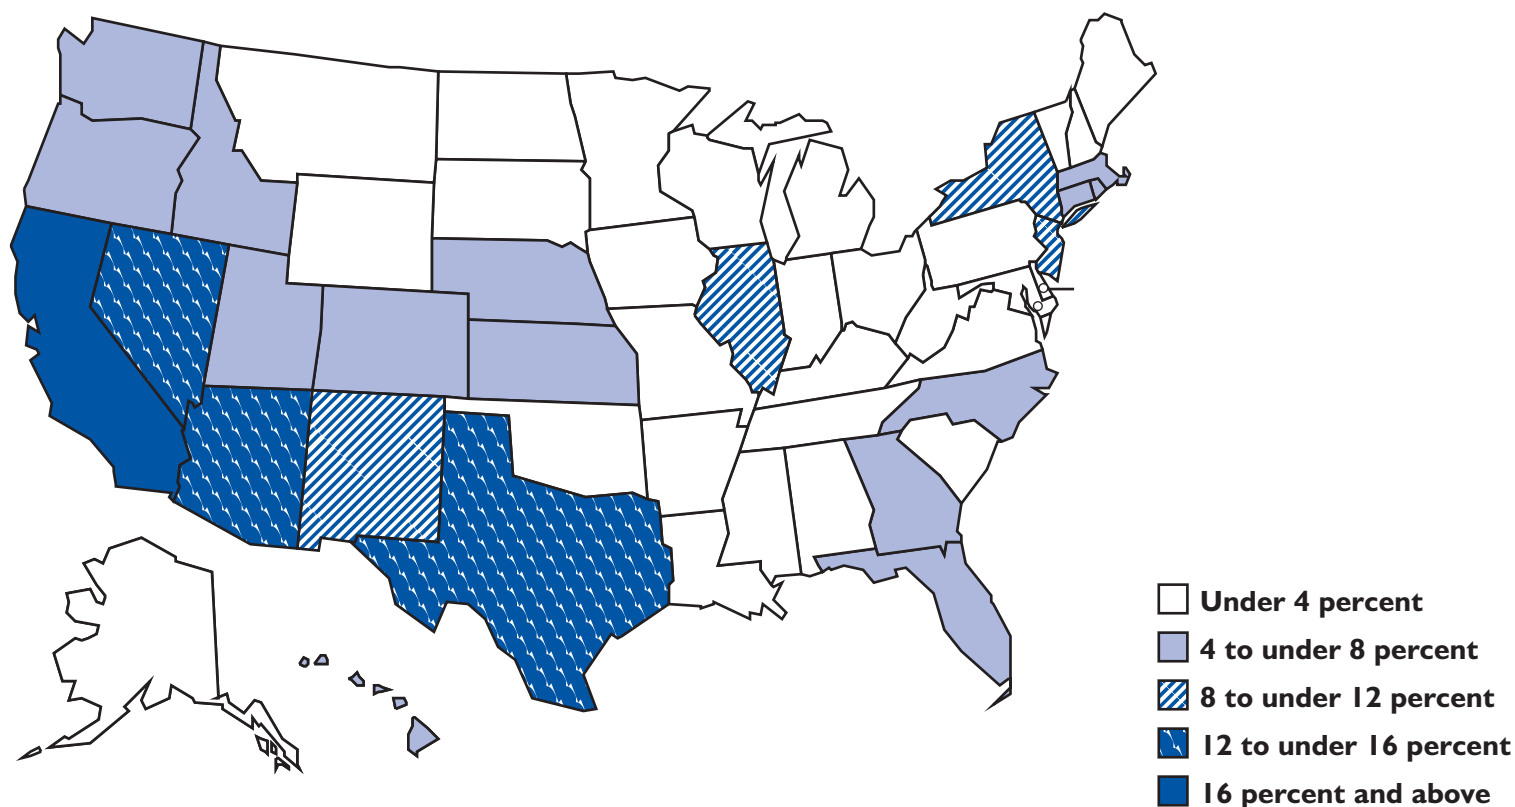 Under 4 percent
4 to under 8 percent
8 to under 12 percent
12 to under 16 percent
16 percent and above